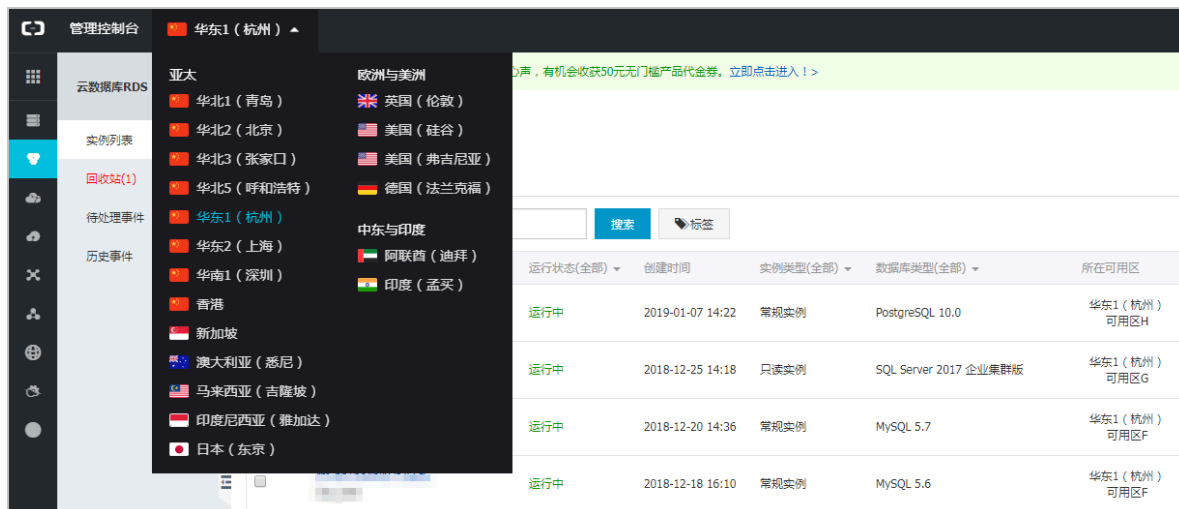 管理控制台
华东1 ( 杭州 )
云数据库RDS
实例列表
回收站(1)
待处理事件
历史事件
亚太
华北1 ( 青岛 )
华北2 ( 北京 )
华北3 ( 张家口 )
华北5 ( 呼和浩特 )
华东1 ( 杭州 )
华东2 ( 上海 )
华南1 ( 深圳 )
香港
新加坡
澳大利亚 ( 悉尼 )
马来西亚 ( 吉隆坡 )
印度尼西亚 ( 雅加达 )
日本 ( 东京 )
欧洲与美洲
英国 ( 伦敦 )
美国 ( 硅谷 )
美国 ( 弗吉尼亚 )
德国 ( 法兰克福 )
中东与印度
阿联酋 ( 迪拜 )
印度 ( 孟买 )
心声，有机会收获50元无门槛产品代金券。立即点击进入！>
搜索 标签
运行状态(全部) 创建时间 实例类型(全部) 数据库类型(全部) 所在可用区
运行中 2019-01-07 14:22 常规实例 PostgreSQL 10.0 华东1 ( 杭州 )
可用区H
运行中 2018-12-25 14:18 只读实例 SQL Server 2017 企业集群版 华东1 ( 杭州 )
可用区G
运行中 2018-12-20 14:36 常规实例 MySQL 5.7 华东1 ( 杭州 )
可用区F
运行中 2018-12-18 16:10 常规实例 MySQL 5.6 华东1 ( 杭州 )
可用区F